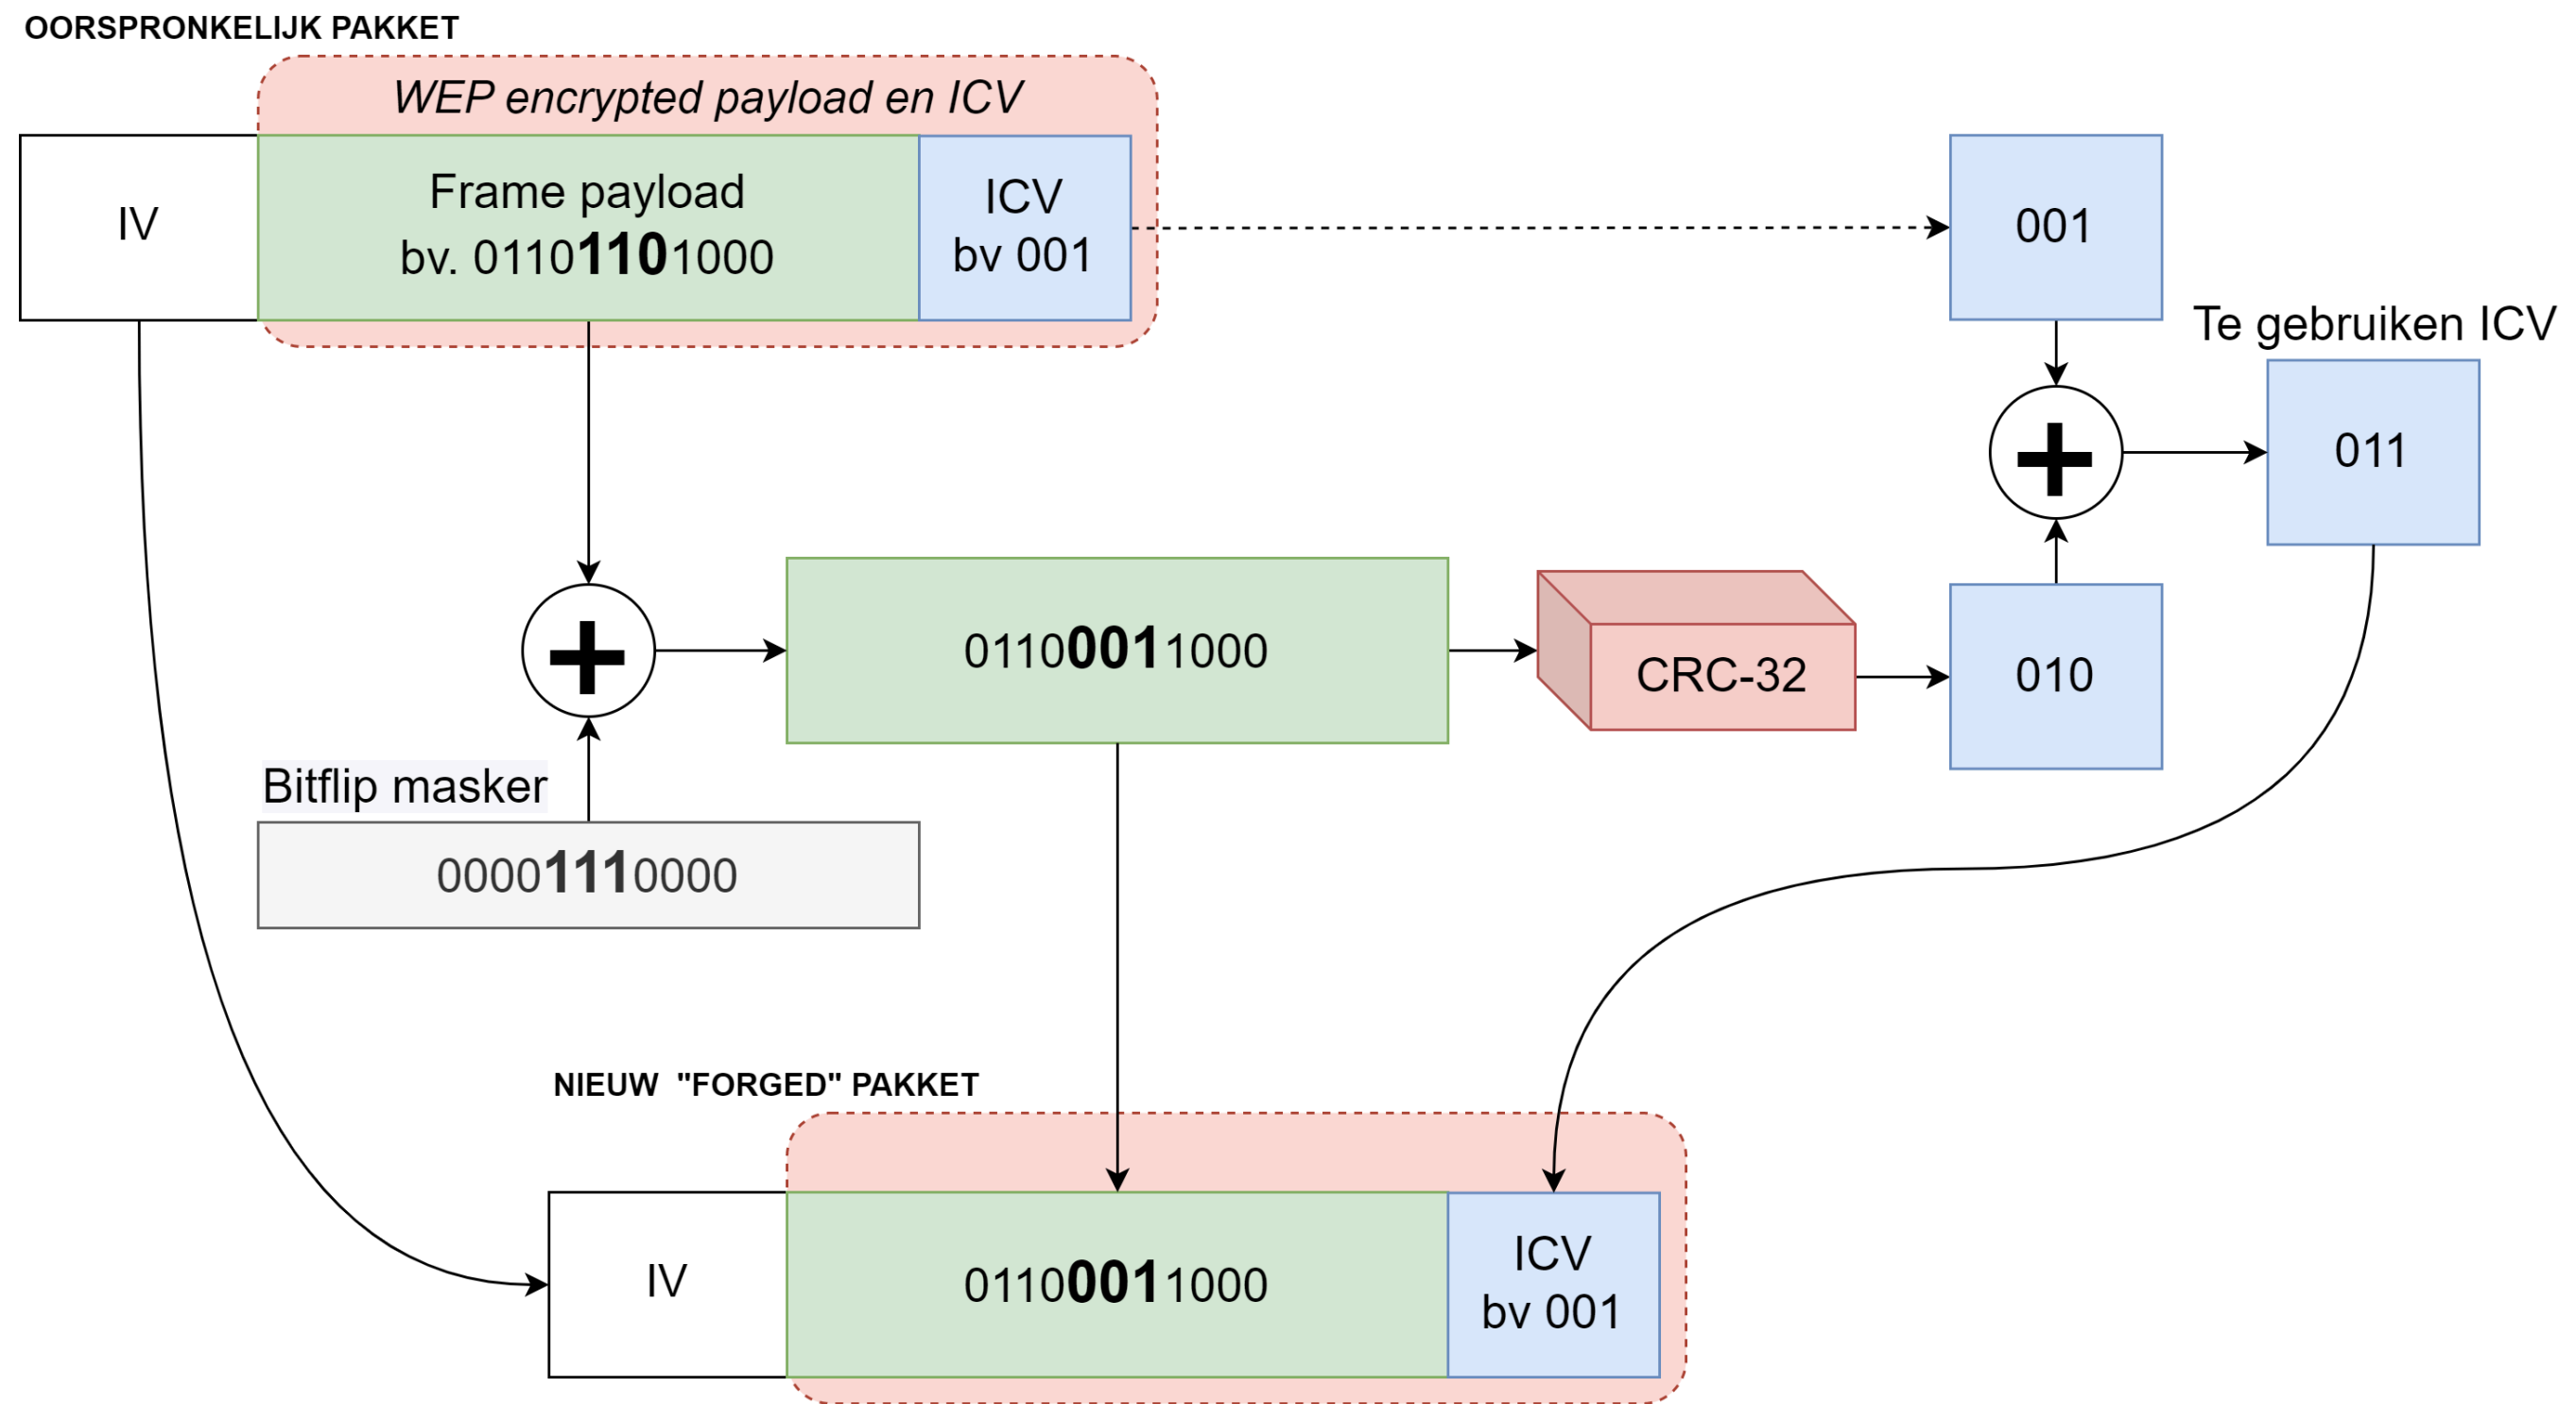 OORSPRONKELIJK PAKKET
WEP encrypted payload en ICV
IV
Frame payload
bv. 01101101000
ICV
bv 001
001
Te gebruiken ICV
011
01100011000
CRC-32
010
Bitflip masker
00001110000
NIEUW "FORGED" PAKKET
IV
01100011000
ICV
bv 001